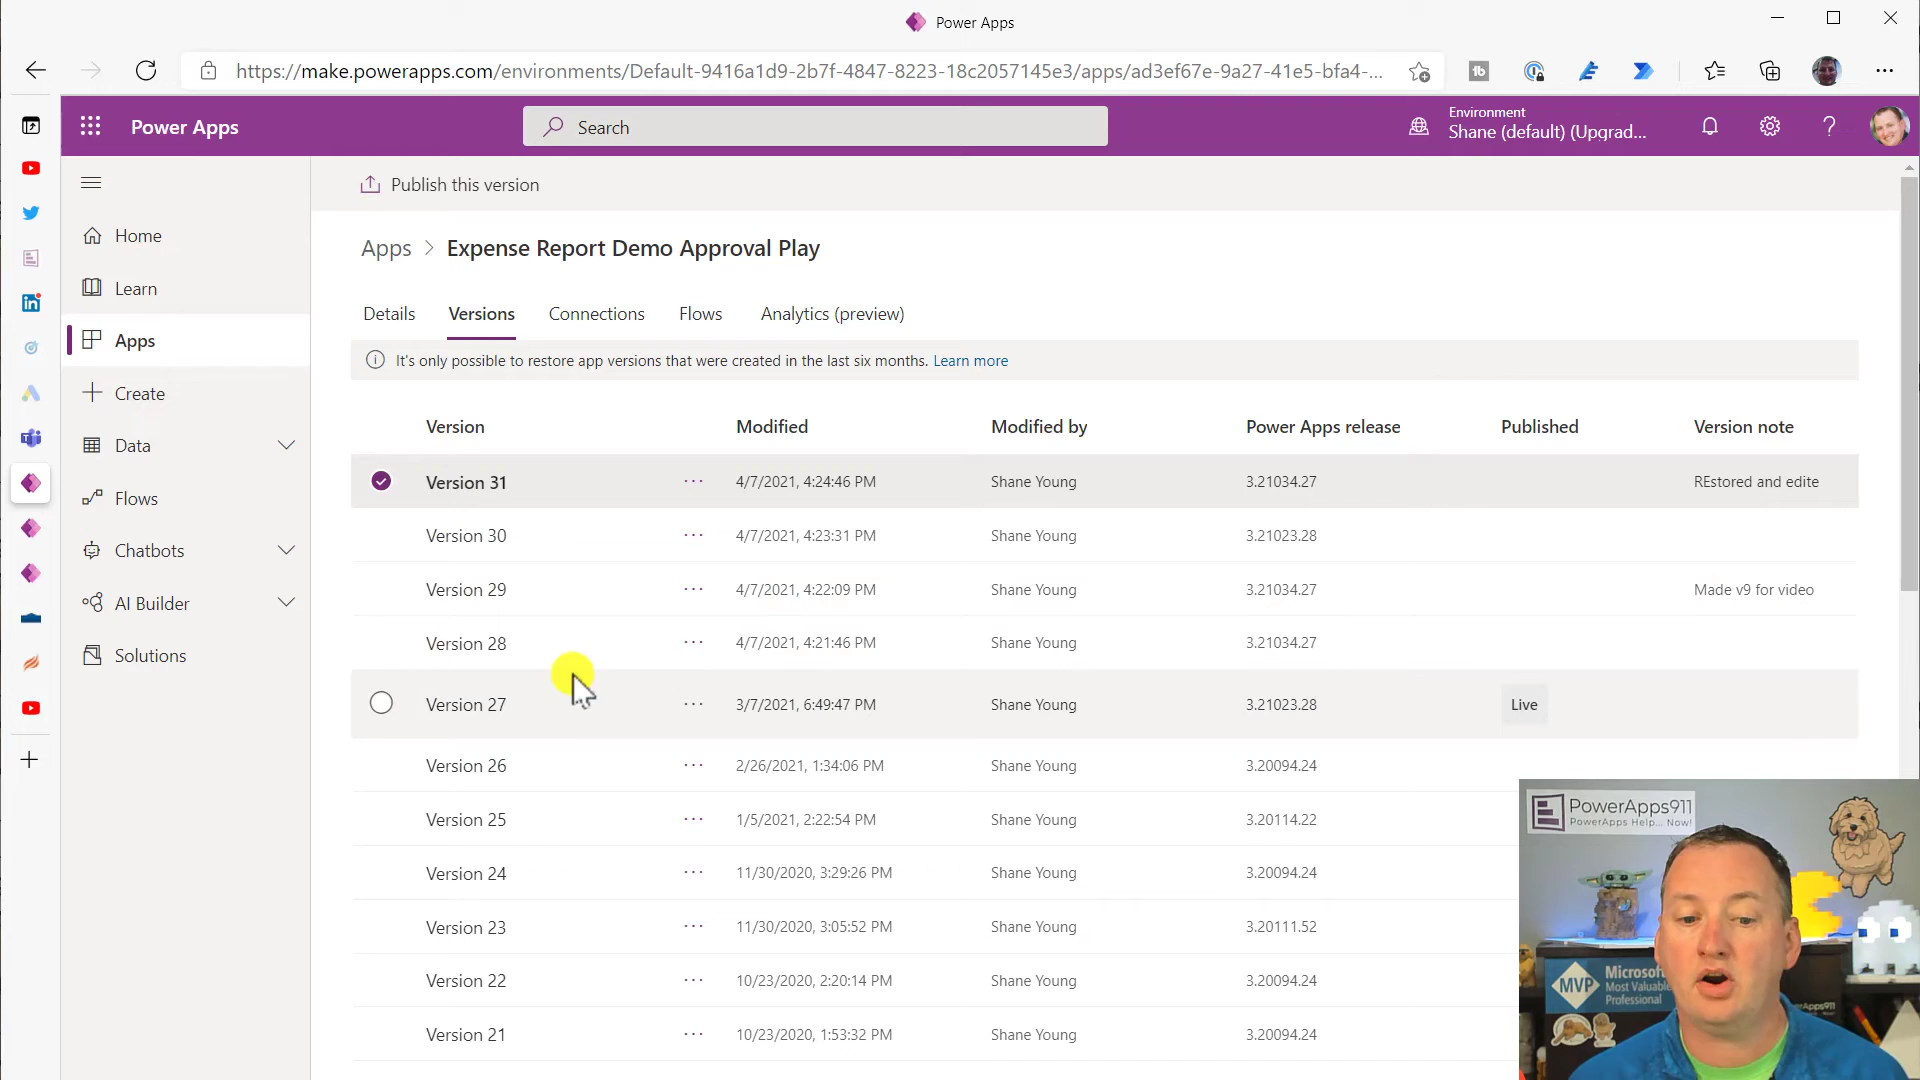 Power Apps
https://make.powerapps.com/environments/Default-9416a1d9-2b7f-4847-8223-18c2057145e3/apps/ad3ef67e-9a27-41e5-bfa4-...
Power Apps
Search
Environment
Shane (default) (Upgrad...
Publish this version
Home
Learn
Apps
Create
Data
Flows
Chatbots
AI Builder
Solutions
Apps > Expense Report Demo Approval Play
Details Versions Connections Flows Analytics (preview)
It's only possible to restore app versions that were created in the last six months. Learn more
Version Modified Modified by Power Apps release Published Version note
Version 31 ... 4/7/2021, 4:24:46 PM Shane Young 3.21034.27 REstored and edite
Version 30 ... 4/7/2021, 4:23:31 PM Shane Young 3.21023.28
Version 29 ... 4/7/2021, 4:22:09 PM Shane Young 3.21034.27 Made v9 for video
Version 28 ... 4/7/2021, 4:21:46 PM Shane Young 3.21034.27
Version 27 ... 3/7/2021, 6:49:47 PM Shane Young 3.21023.28 Live
Version 26 ... 2/26/2021, 1:34:06 PM Shane Young 3.20094.24
Version 25 ... 1/5/2021, 2:22:54 PM Shane Young 3.20114.22
Version 24 ... 11/30/2020, 3:29:26 PM Shane Young 3.20094.24
Version 23 ... 11/30/2020, 3:05:52 PM Shane Young 3.20111.52
Version 22 ... 10/23/2020, 2:20:14 PM Shane Young 3.20094.24
Version 21 ... 10/23/2020, 1:53:32 PM Shane Young 3.20094.24
PowerApps911
PowerApps Help... Now!
MVP
Microsof
Most Valuable
Professional
rApps911